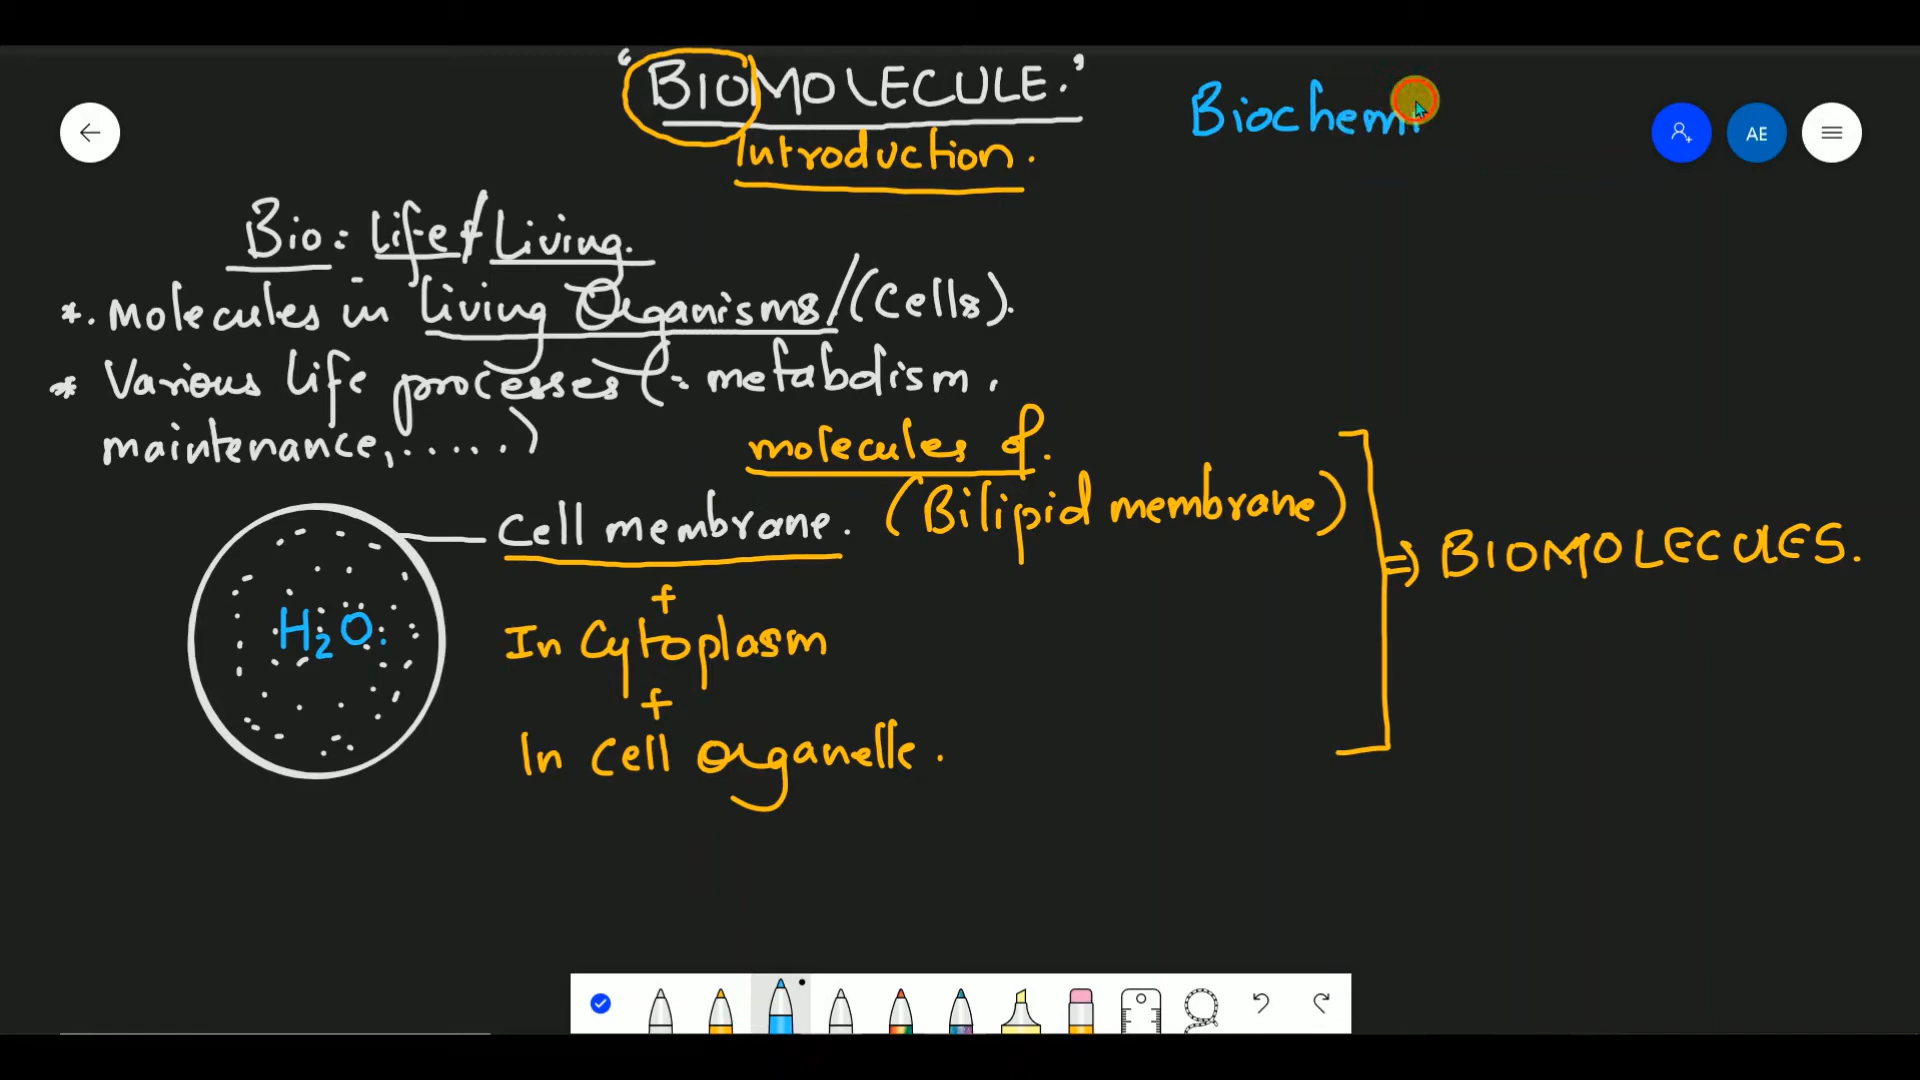 'BIOMOLECULE.'
Biochemi
AE
Introduction.
Bio: Life / Living.
*. Molecules in living Organisms/(Cells).
* Various life processes (:- metabolism.
maintenance, .....)
molecules of.
Cell membrane. (Bilipid membrane)
+
In Cytoplasm
+
In Cell Organelle.
H2O.
⇒ BIOMOLECULES.